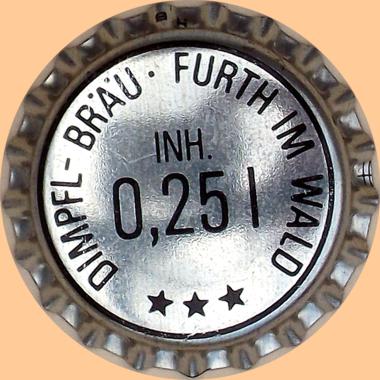 DIMPFL-BRÄU · FURTH IM WALD
INH.
0,25 l